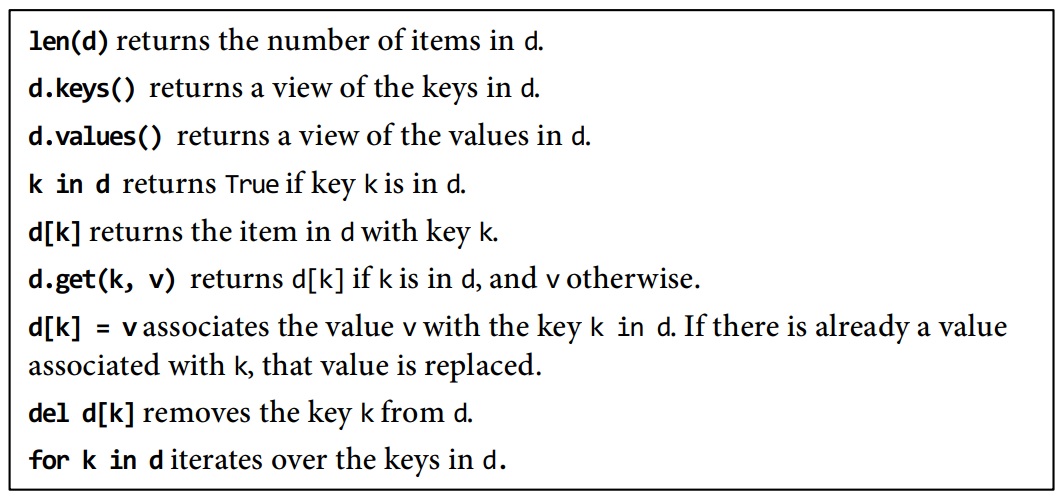 len(d) returns the number of items in d.
d.keys() returns a view of the keys in d.
d.values() returns a view of the values in d.
k in d returns True if key k is in d.
d[k] returns the item in d with key k.
d.get(k, v) returns d[k] if k is in d, and v otherwise.
d[k] = v associates the value v with the key k in d. If there is already a value
associated with k, that value is replaced.
del d[k] removes the key k from d.
for k in d iterates over the keys in d.